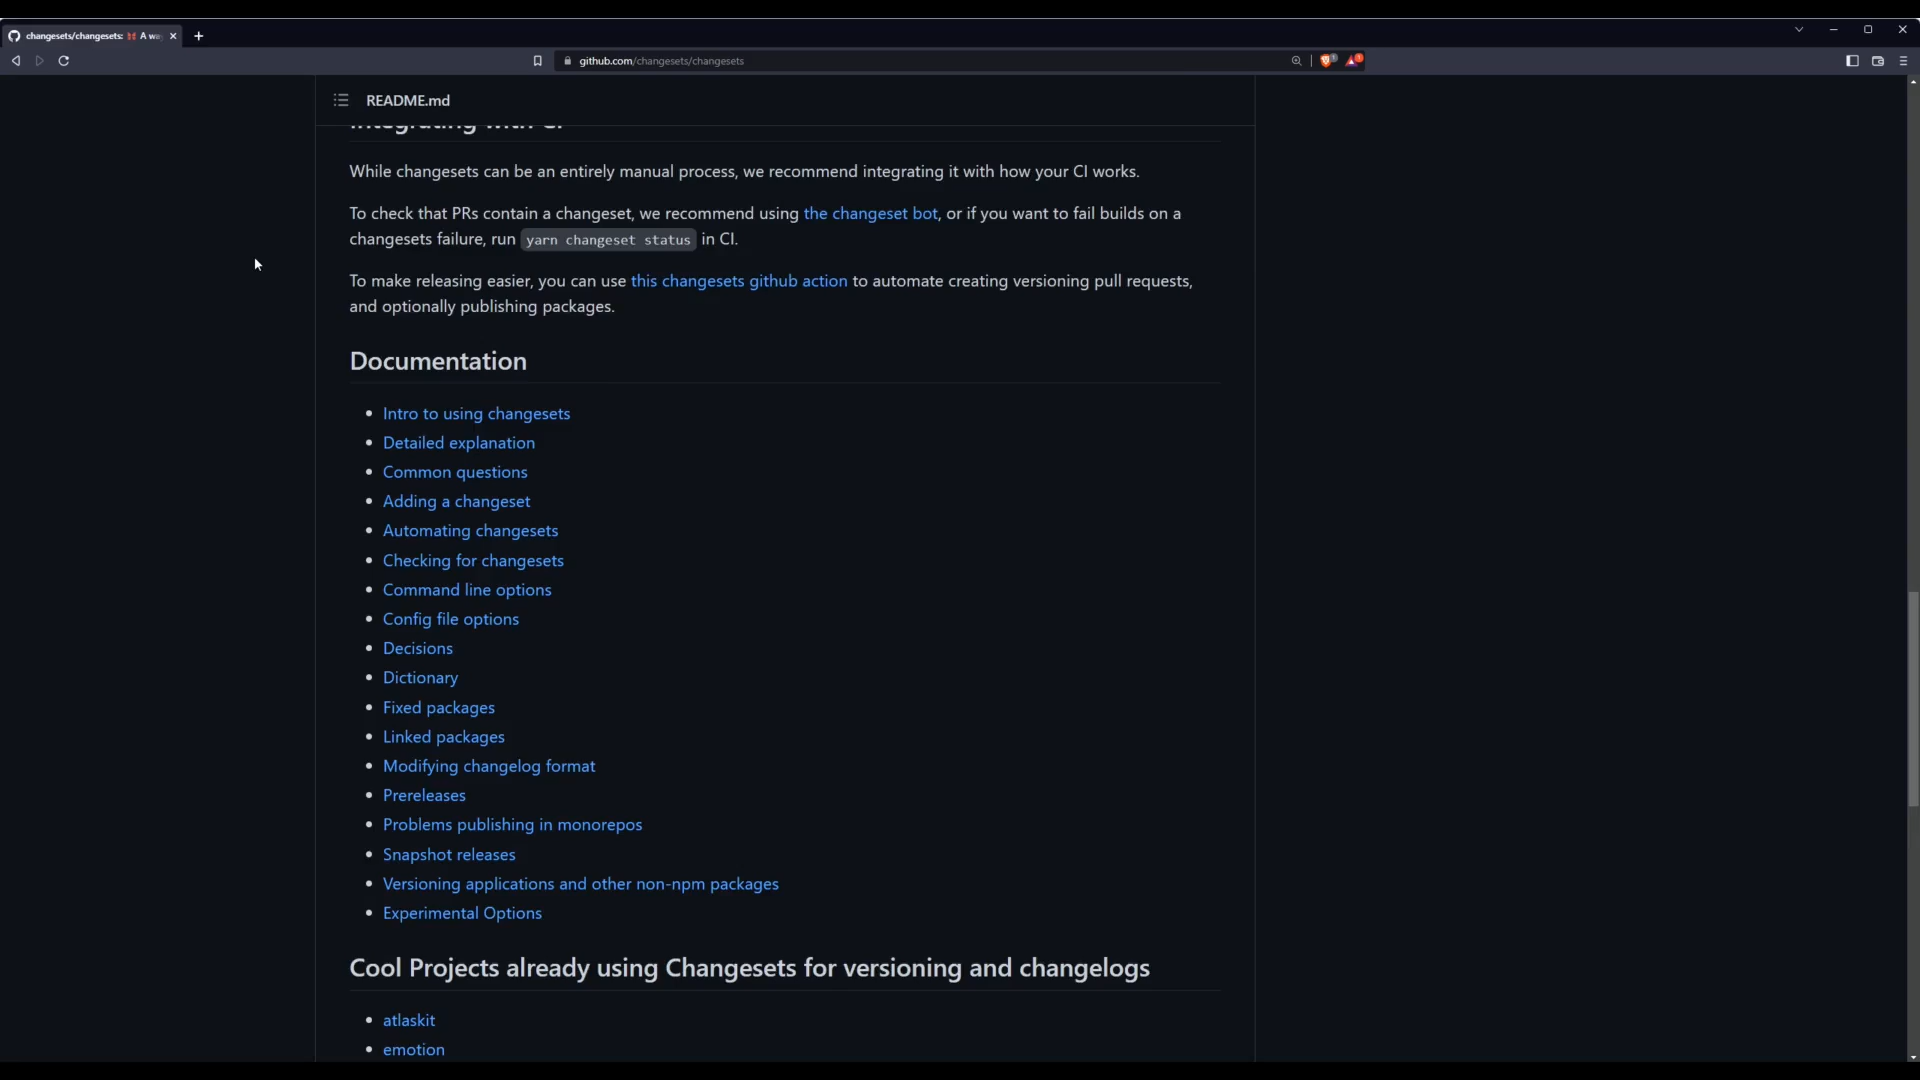 changesets/changesets: A wa
github.com/changesets/changesets
README.md
Integrating with CI
While changesets can be an entirely manual process, we recommend integrating it with how your CI works.
To check that PRs contain a changeset, we recommend using the changeset bot, or if you want to fail builds on a
changesets failure, run yarn changeset status in CI.
To make releasing easier, you can use this changesets github action to automate creating versioning pull requests,
and optionally publishing packages.
Documentation
Intro to using changesets
Detailed explanation
Common questions
Adding a changeset
Automating changesets
Checking for changesets
Command line options
Config file options
Decisions
Dictionary
Fixed packages
Linked packages
Modifying changelog format
Prereleases
Problems publishing in monorepos
Snapshot releases
Versioning applications and other non-npm packages
Experimental Options
Cool Projects already using Changesets for versioning and changelogs
atlaskit
emotion